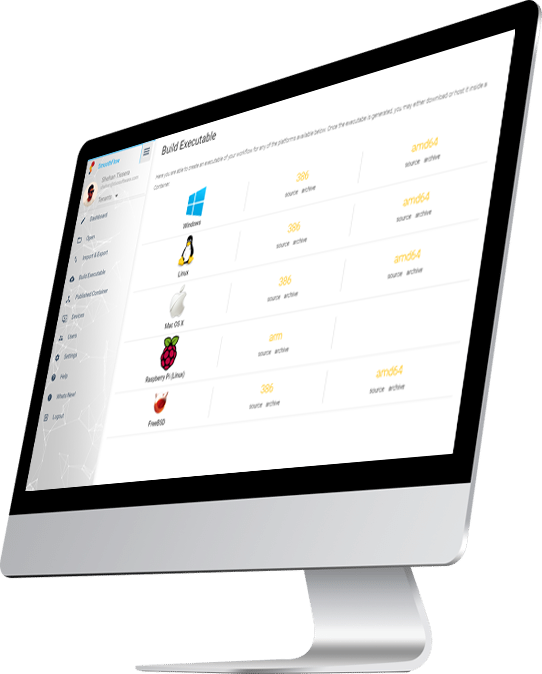 SmoothFlow
Shehan Tissera
Tenants
Dashboard
Open
Import & Export
Build Executable
Published Container
Devices
Users
Settings
Help
Whats New!
Logout
Build Executable
Here you are able to create an executable of your workflow for any of the platforms available below. Once the executable is generated, you may either download or host it inside a
Container.
Windows
386
source archive
amd64
source archive
Linux
386
source archive
amd64
source archive
Mac OS X
386
source archive
amd64
source archive
Raspberry Pi (Linux)
arm
source archive
FreeBSD
386
source archive
amd64
source archive